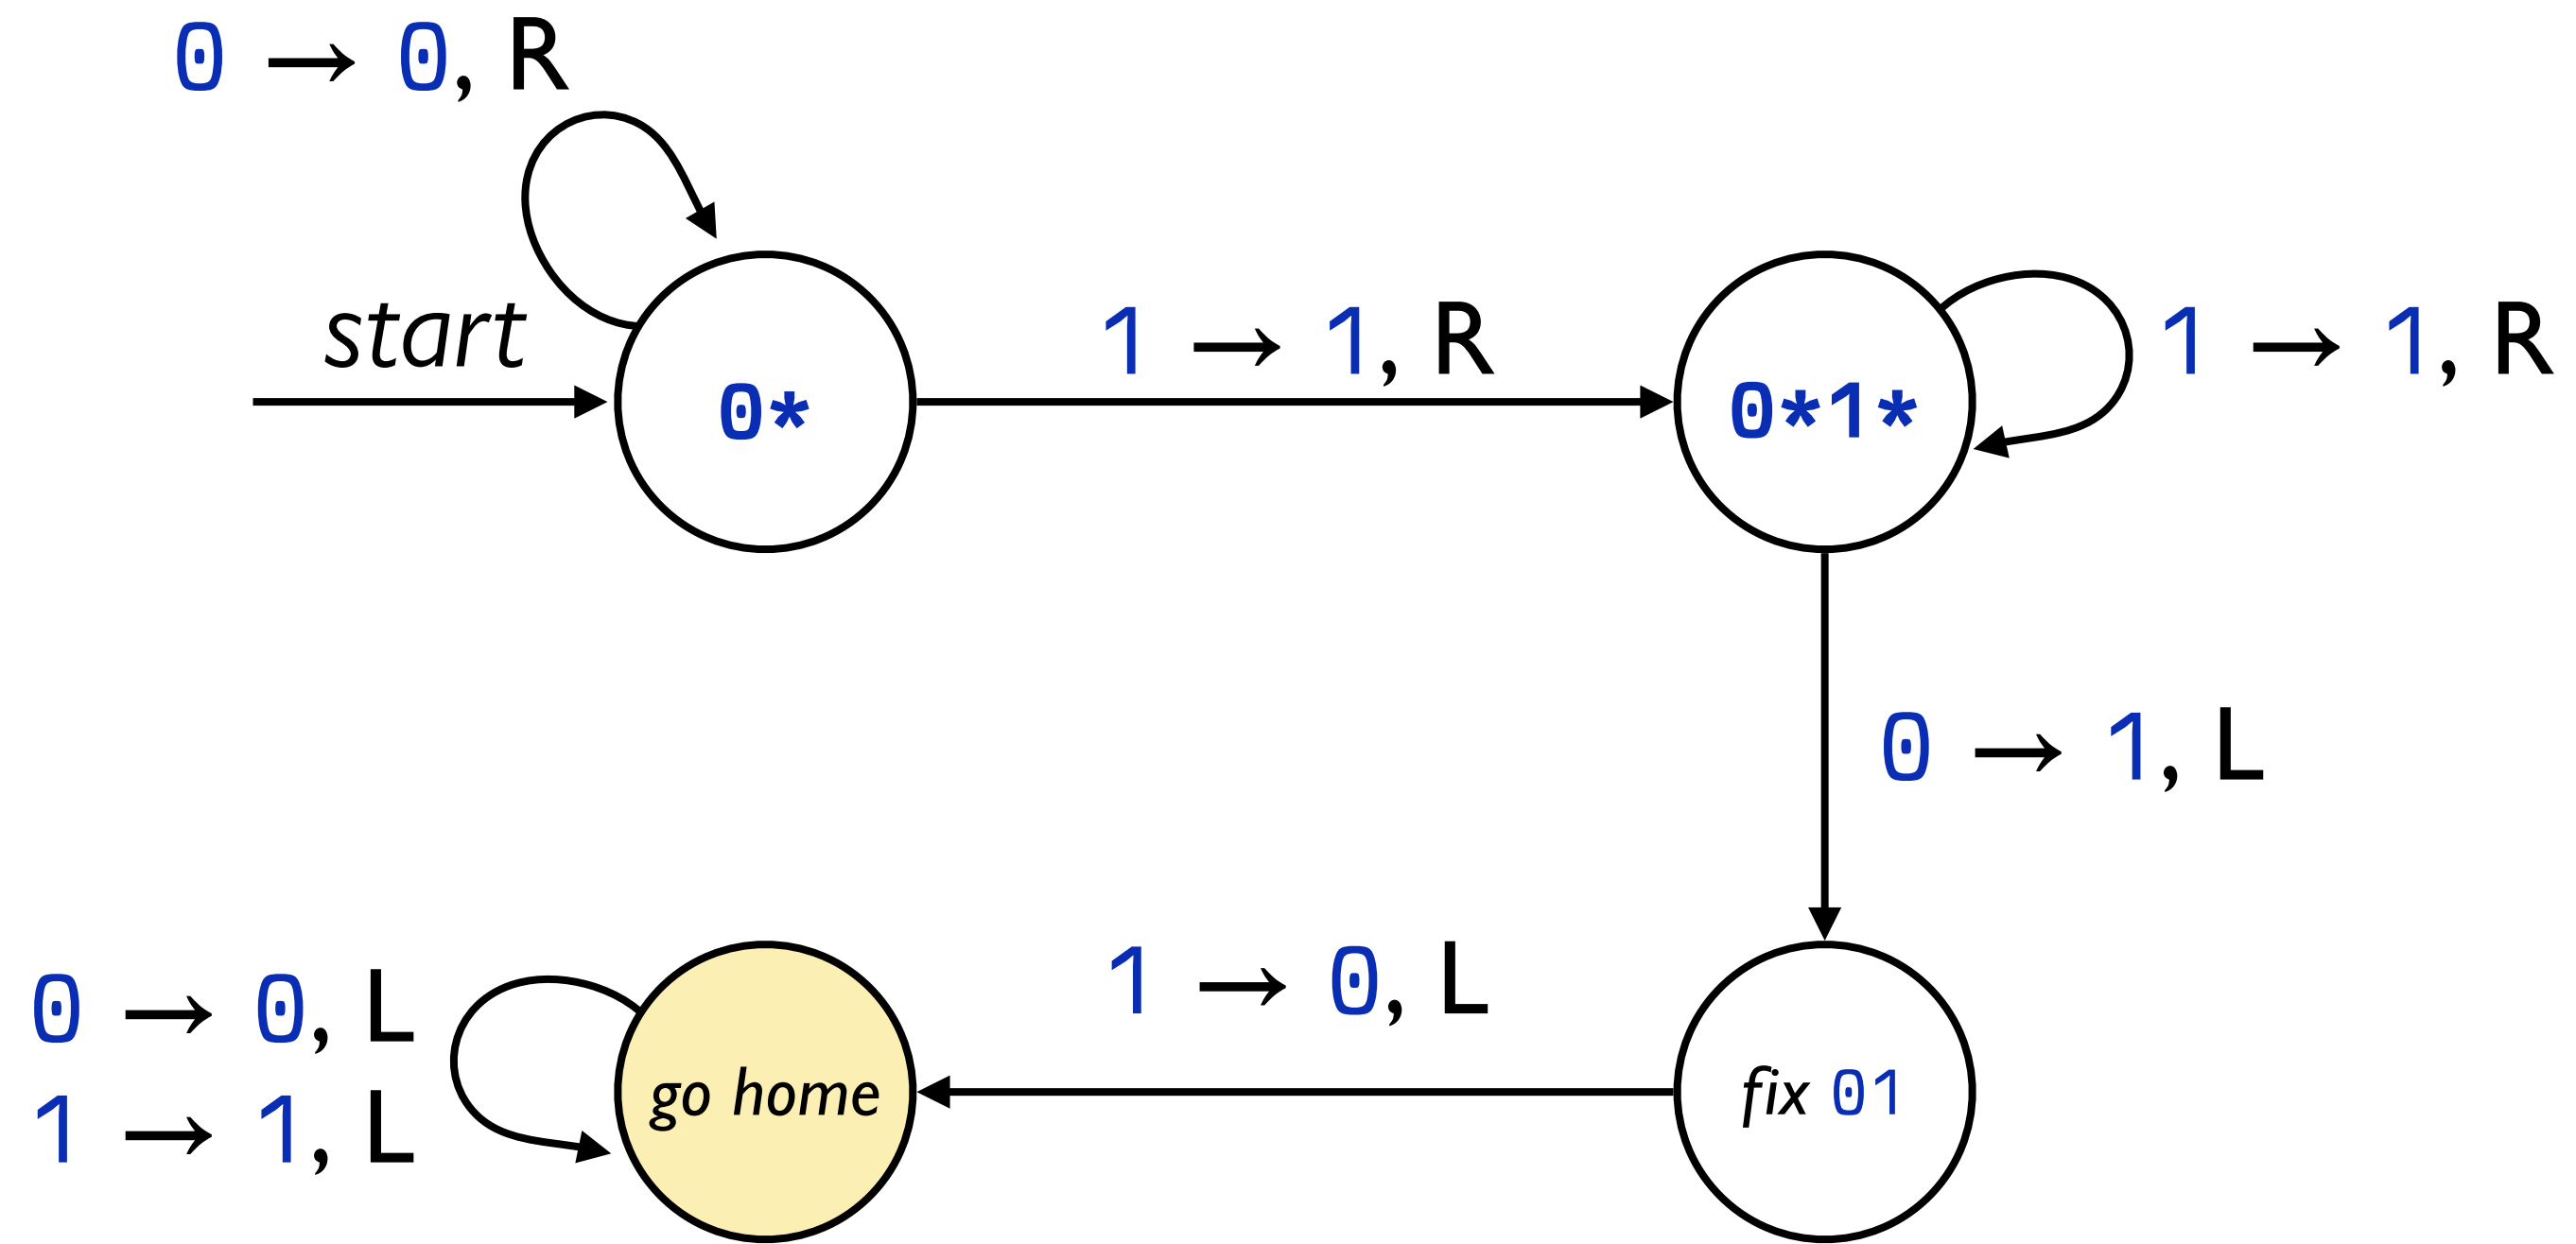 0 → 0, R
start
1 → 1, R
1 → 1, R
0*
0*1*
0 → 1, L
1 → 0, L
0 → 0, L
1 → 1, L
go home
fix 01